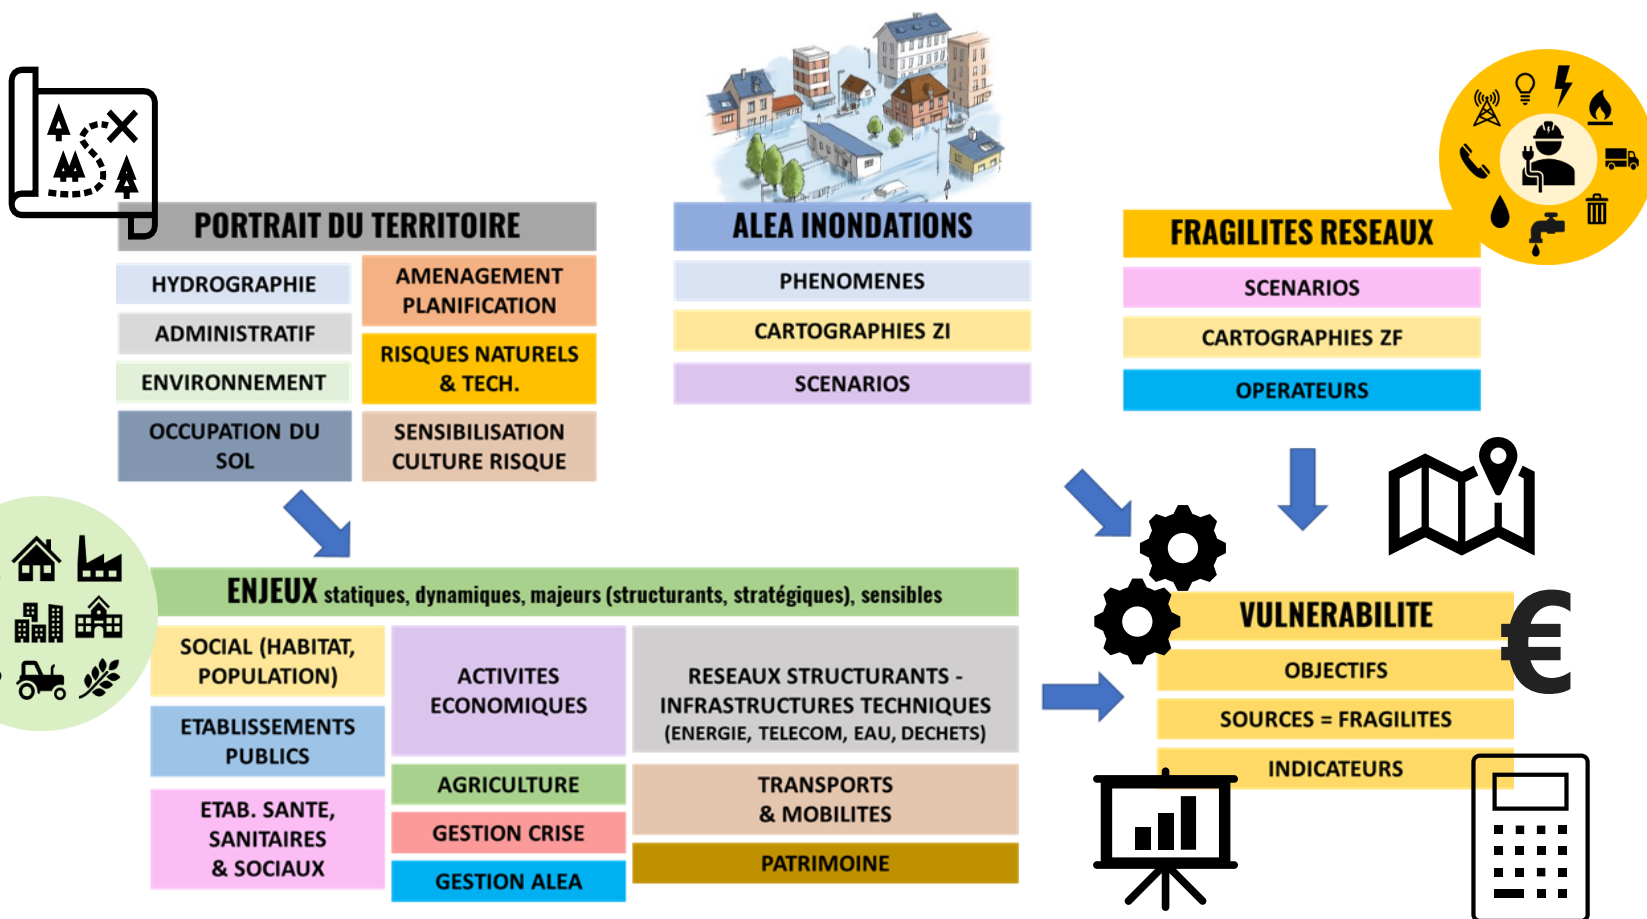 PORTRAIT DU TERRITOIRE
HYDROGRAPHIE
ADMINISTRATIF
ENVIRONNEMENT
OCCUPATION DU
SOL
AMENAGEMENT
PLANIFICATION
RISQUES NATURELS
& TECH.
SENSIBILISATION
CULTURE RISQUE
ALEA INONDATIONS
PHENOMENES
CARTOGRAPHIES ZI
SCENARIOS
FRAGILITES RESEAUX
SCENARIOS
CARTOGRAPHIES ZF
OPERATEURS
ENJEUX statiques, dynamiques, majeurs (structurants, stratégiques), sensibles
SOCIAL (HABITAT,
POPULATION)
ETABLISSEMENTS
PUBLICS
ETAB. SANTE,
SANITAIRES
& SOCIAUX
ACTIVITES
ECONOMIQUES
AGRICULTURE
GESTION CRISE
GESTION ALEA
RESEAUX STRUCTURANTS -
INFRASTRUCTURES TECHNIQUES
(ENERGIE, TELECOM, EAU, DECHETS)
TRANSPORTS
& MOBILITES
PATRIMOINE
VULNERABILITE
€
OBJECTIFS
SOURCES = FRAGILITES
INDICATEURS